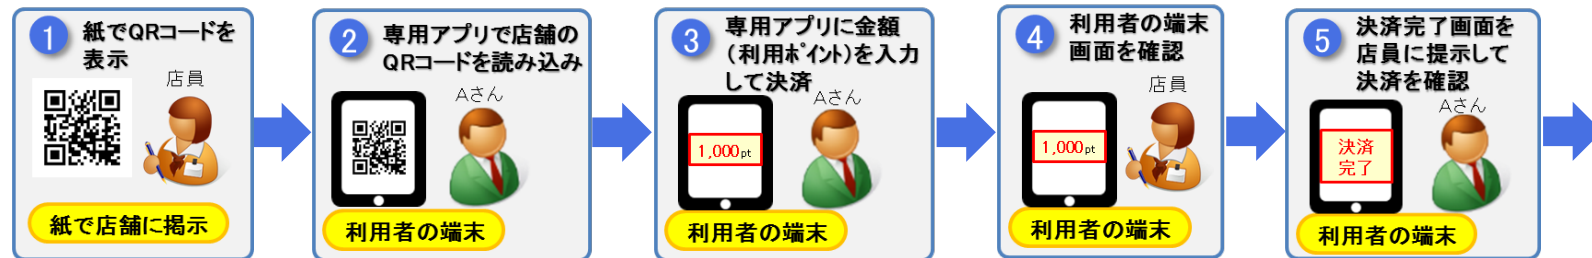 1
紙でQRコードを
表示
店員
紙で店舗に掲示
2
専用アプリで店舗の
QRコードを読み込み
Aさん
利用者の端末
3
専用アプリに金額
（利用ポイント）を入力
して決済
Aさん
1,000pt
利用者の端末
4
利用者の端末
画面を確認
店員
1,000pt
利用者の端末
5
決済完了画面を
店員に提示して
決済を確認
Aさん
決済
完了
利用者の端末